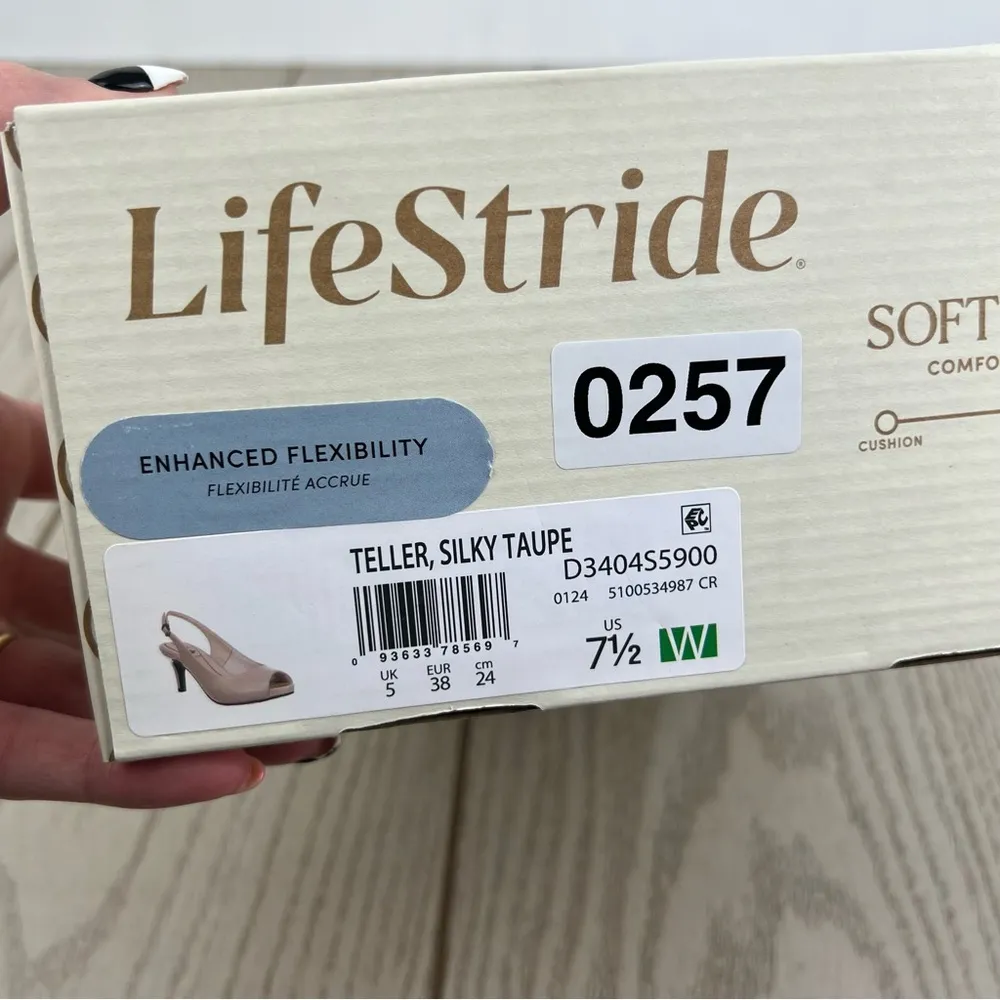 LifeStride®
SOFT
COMFO
CUSHION
0257
ENHANCED FLEXIBILITY
FLEXIBILITÉ ACCRUE
TELLER, SILKY TAUPE
D3404S5900
0124 5100534987 CR
0 93633 78569 7
UK EUR cm
5 38 24
US
7½ W